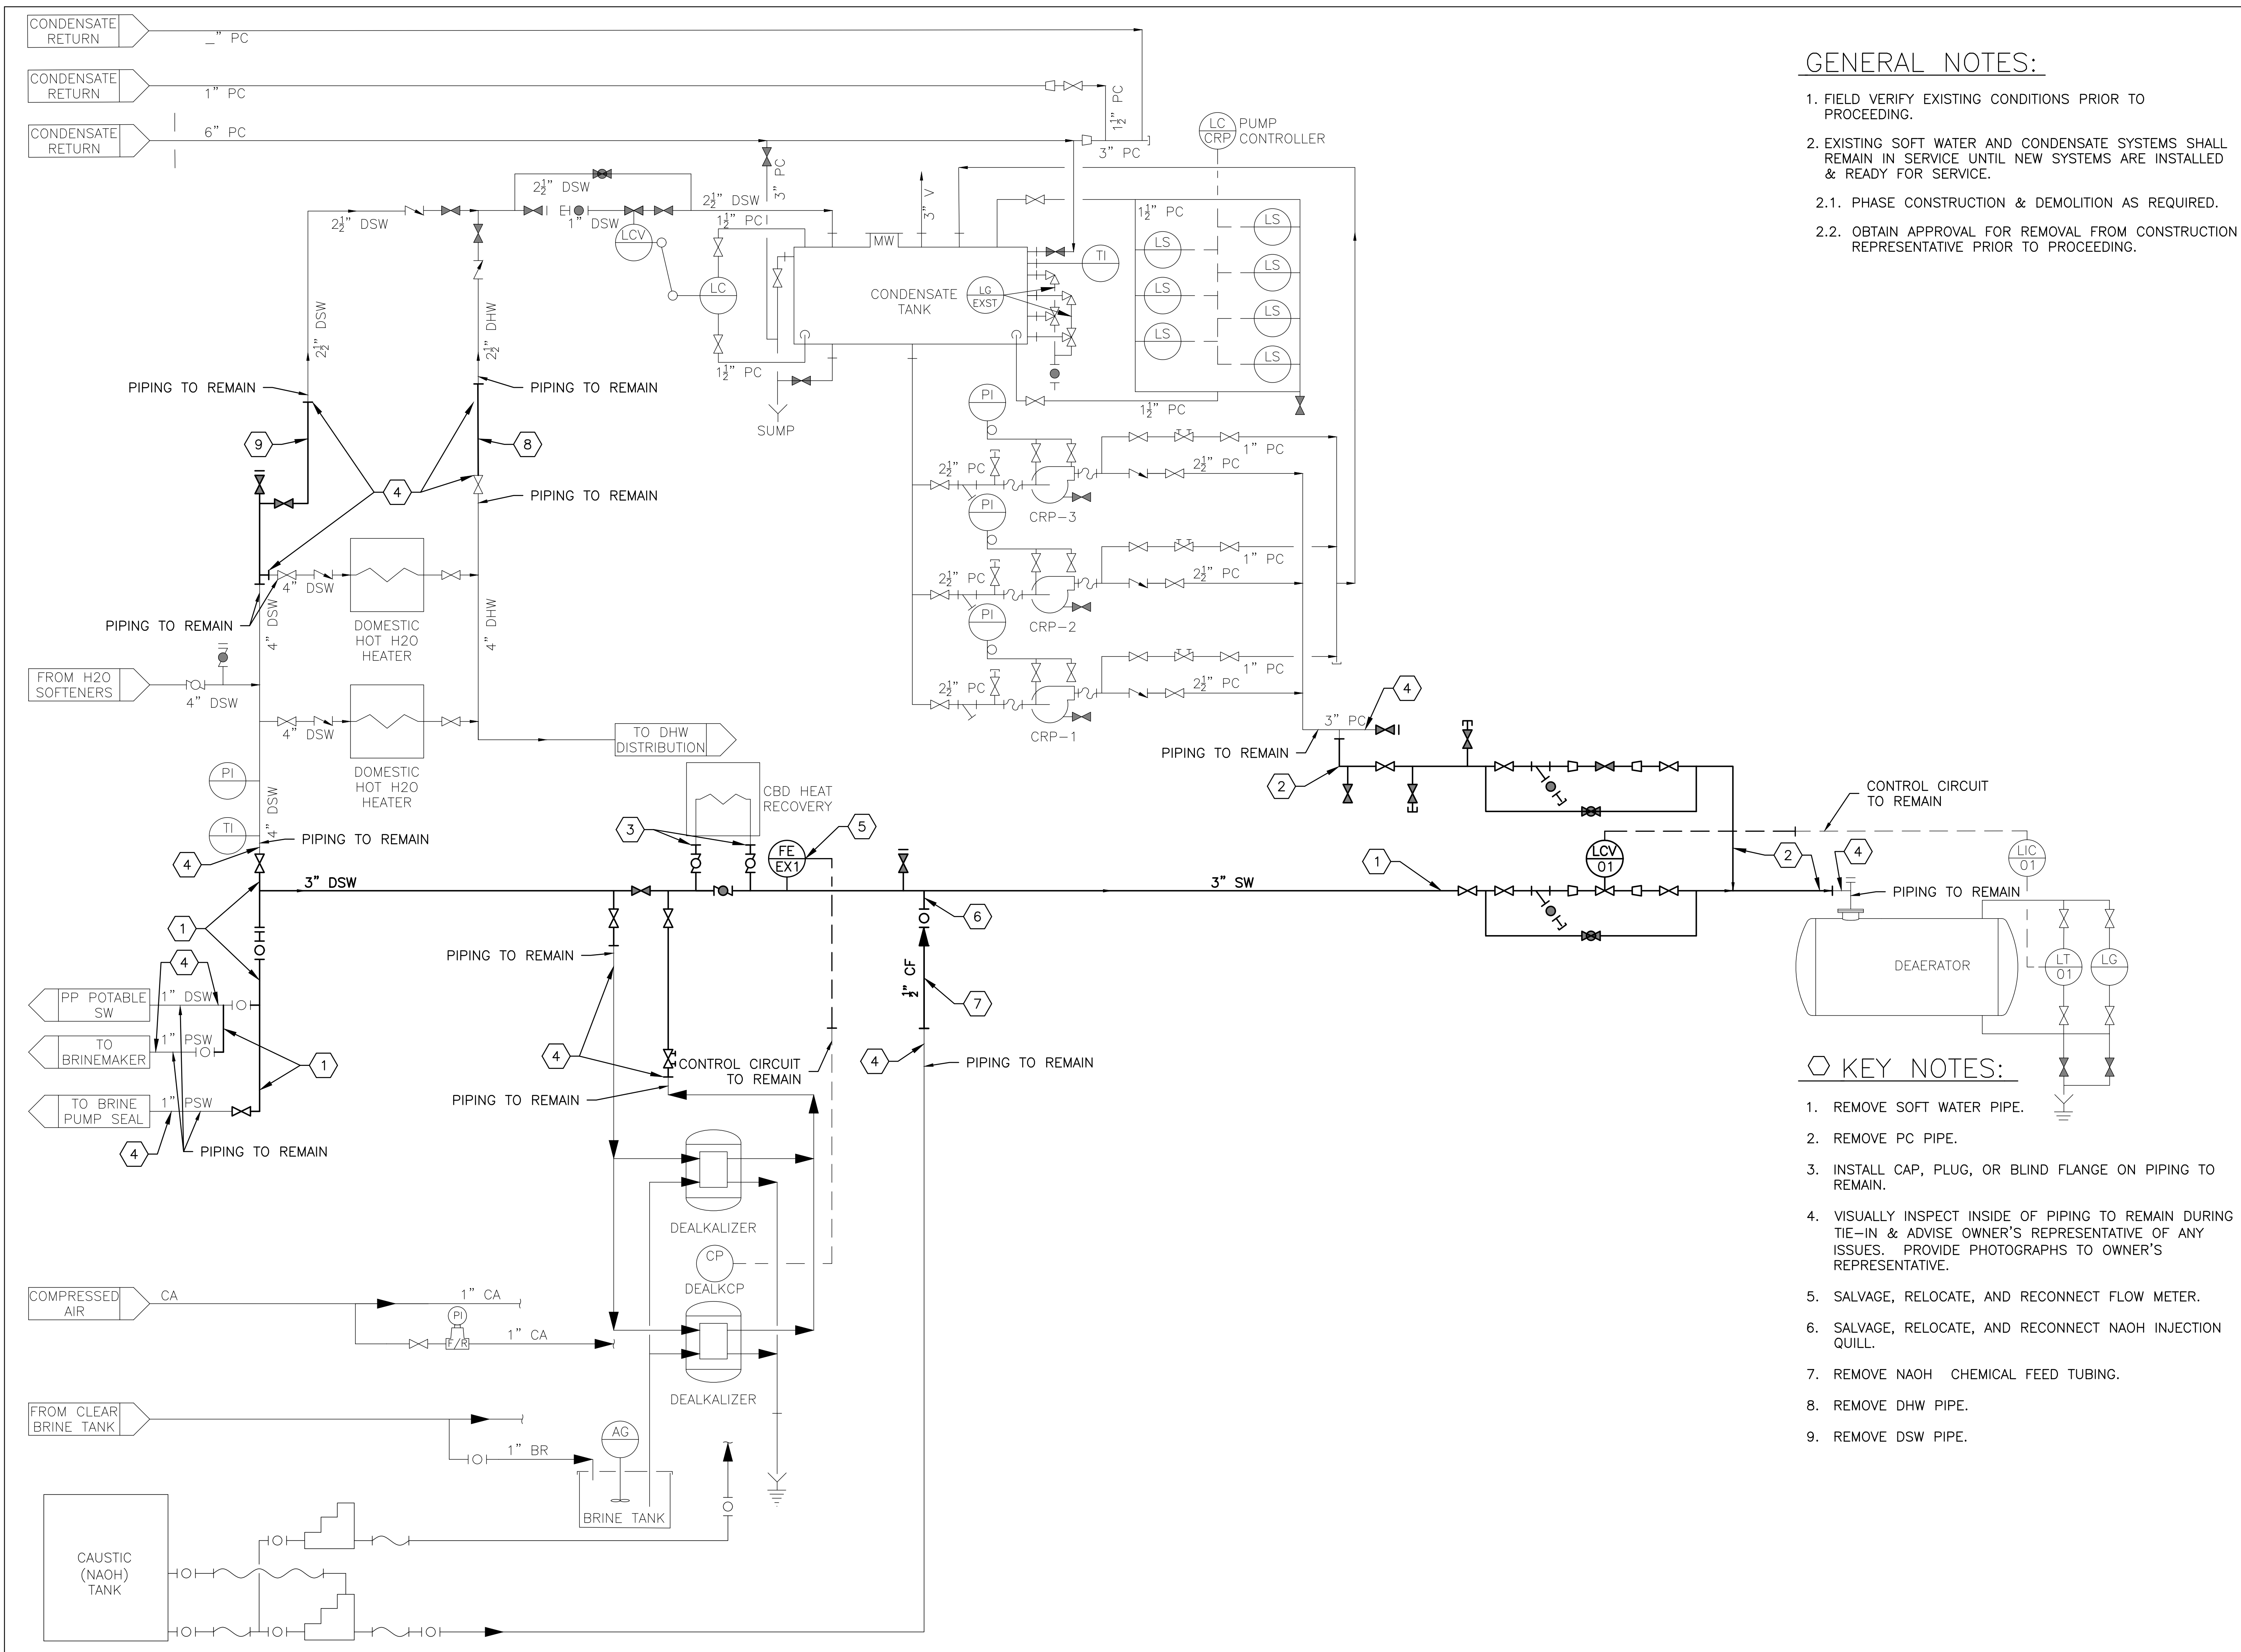 CONDENSATE
RETURN
_" PC
CONDENSATE
RETURN
1" PC
1½" PC
CONDENSATE
RETURN
6" PC
3" PC
LC
CRP
PUMP
CONTROLLER
3" PC
2½" DSW
2½" DSW
1" DSW
2½" DSW
1½" PC
3" V
LCV
LC
1½" PC
MW
CONDENSATE
TANK
LG
EXST
TI
1½" PC
LS
LS
LS
LS
LS
LS
LS
1½" PC
SUMP
2½" DSW
2½" DHW
PIPING TO REMAIN
PIPING TO REMAIN
9
8
4
PIPING TO REMAIN
PI
2½" PC
1" PC
2½" PC
CRP-3
PI
2½" PC
1" PC
2½" PC
CRP-2
PI
2½" PC
1" PC
2½" PC
CRP-1
4" DSW
4" DSW
4" DHW
PIPING TO REMAIN
DOMESTIC
HOT H2O
HEATER
FROM H2O
SOFTENERS
4" DSW
4" DSW
DOMESTIC
HOT H2O
HEATER
TO DHW
DISTRIBUTION
PI
TI
4" DSW
PIPING TO REMAIN
4
3" PC
4
PIPING TO REMAIN
2
CBD HEAT
RECOVERY
3
FE
EX1
5
3" DSW
3" SW
1
LCV
01
2
4
CONTROL CIRCUIT
TO REMAIN
LIC
01
PIPING TO REMAIN
DEAERATOR
LT
01
LG
1
6
½" CF
7
PIPING TO REMAIN
4
PP POTABLE
SW
1" DSW
TO
BRINEMAKER
1" PSW
TO BRINE
PUMP SEAL
1" PSW
1
4
PIPING TO REMAIN
4
PIPING TO REMAIN
CONTROL CIRCUIT
TO REMAIN
4
PIPING TO REMAIN
DEALKALIZER
CP
DEALKCP
DEALKALIZER
COMPRESSED
AIR
CA
1" CA
PI
F/R
1" CA
FROM CLEAR
BRINE TANK
1" BR
AG
BRINE TANK
CAUSTIC
(NAOH)
TANK
GENERAL NOTES:
1. FIELD VERIFY EXISTING CONDITIONS PRIOR TO
PROCEEDING.
2. EXISTING SOFT WATER AND CONDENSATE SYSTEMS SHALL
REMAIN IN SERVICE UNTIL NEW SYSTEMS ARE INSTALLED
& READY FOR SERVICE.
2.1. PHASE CONSTRUCTION & DEMOLITION AS REQUIRED.
2.2. OBTAIN APPROVAL FOR REMOVAL FROM CONSTRUCTION
REPRESENTATIVE PRIOR TO PROCEEDING.
KEY NOTES:
1. REMOVE SOFT WATER PIPE.
2. REMOVE PC PIPE.
3. INSTALL CAP, PLUG, OR BLIND FLANGE ON PIPING TO
REMAIN.
4. VISUALLY INSPECT INSIDE OF PIPING TO REMAIN DURING
TIE-IN & ADVISE OWNER'S REPRESENTATIVE OF ANY
ISSUES. PROVIDE PHOTOGRAPHS TO OWNER'S
REPRESENTATIVE.
5. SALVAGE, RELOCATE, AND RECONNECT FLOW METER.
6. SALVAGE, RELOCATE, AND RECONNECT NAOH INJECTION
QUILL.
7. REMOVE NAOH CHEMICAL FEED TUBING.
8. REMOVE DHW PIPE.
9. REMOVE DSW PIPE.